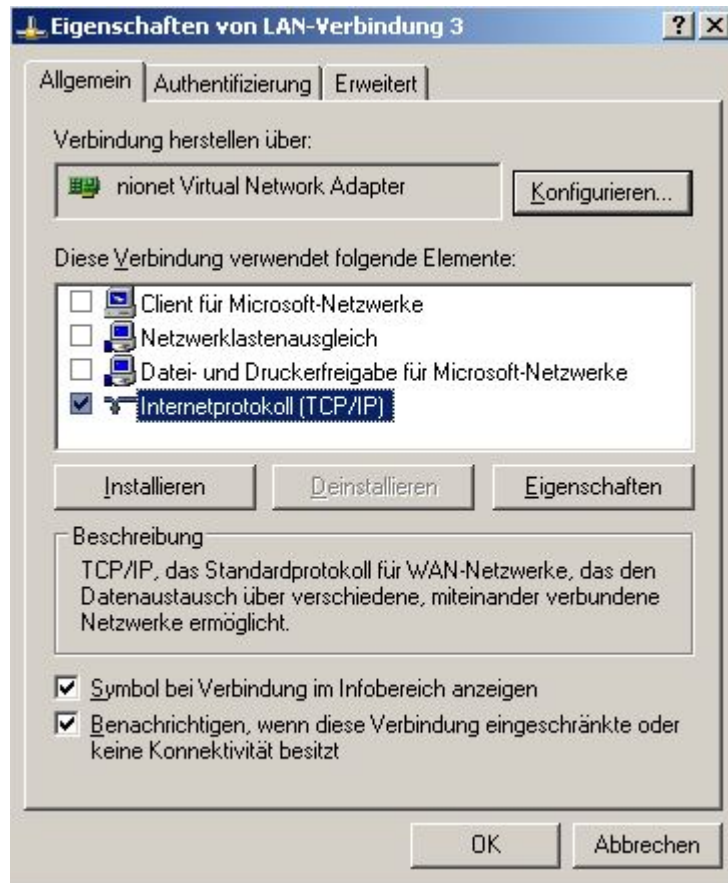 Eigenschaften von LAN-Verbindung 3
Allgemein Authentifizierung Erweitert
Verbindung herstellen über:
nionet Virtual Network Adapter
Konfigurieren...
Diese Verbindung verwendet folgende Elemente:
Client für Microsoft-Netzwerke
Netzwerklastenausgleich
Datei- und Druckerfreigabe für Microsoft-Netzwerke
Internetprotokoll (TCP/IP)
Installieren Deinstallieren Eigenschaften
Beschreibung
TCP/IP, das Standardprotokoll für WAN-Netzwerke, das den
Datenaustausch über verschiedene, miteinander verbundene
Netzwerke ermöglicht.
Symbol bei Verbindung im Infobereich anzeigen
Benachrichtigen, wenn diese Verbindung eingeschränkte oder
keine Konnektivität besitzt
OK Abbrechen